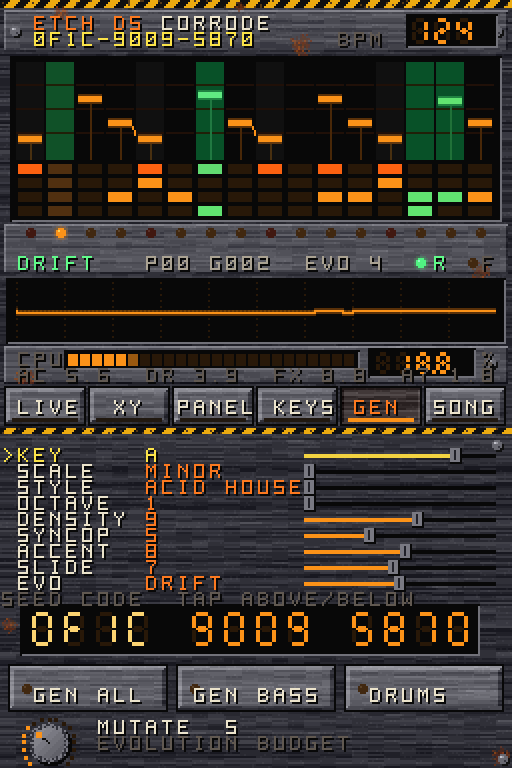 ETCH DS CORRODE
0F1C-9009-5870
BPM 124
DRIFT P00 G002 EVO 4 R F
CPU %
LIVE XY PANEL KEYS GEN SONG
>KEY A
SCALE MINOR
STYLE ACID HOUSE
OCTAVE 1
DENSITY 9
SYNCOP 5
ACCENT 8
SLIDE 7
EVO DRIFT
SEED CODE TAP ABOVE/BELOW
0F1C 9009 5870
GEN ALL GEN BASS DRUMS
MUTATE 5
EVOLUTION BUDGET